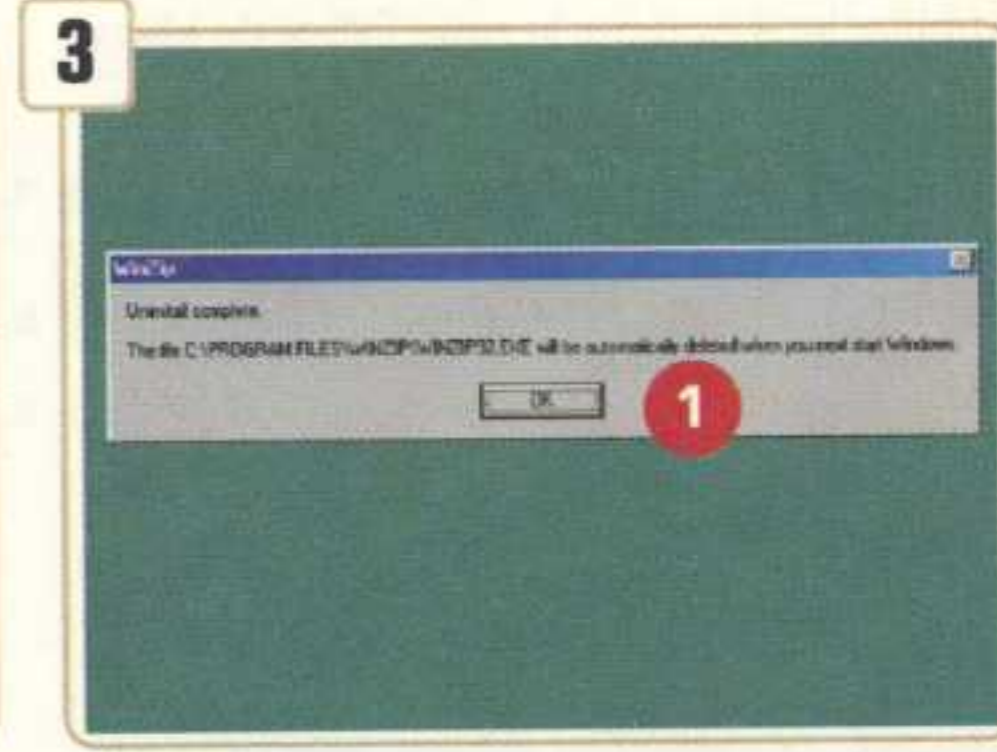 3
WinZip
Uninstall complete.
The file C:\PROGRAM FILES\WINZIP\WINZIP32.EXE will be automatically deleted when you next start Windows.
OK
1